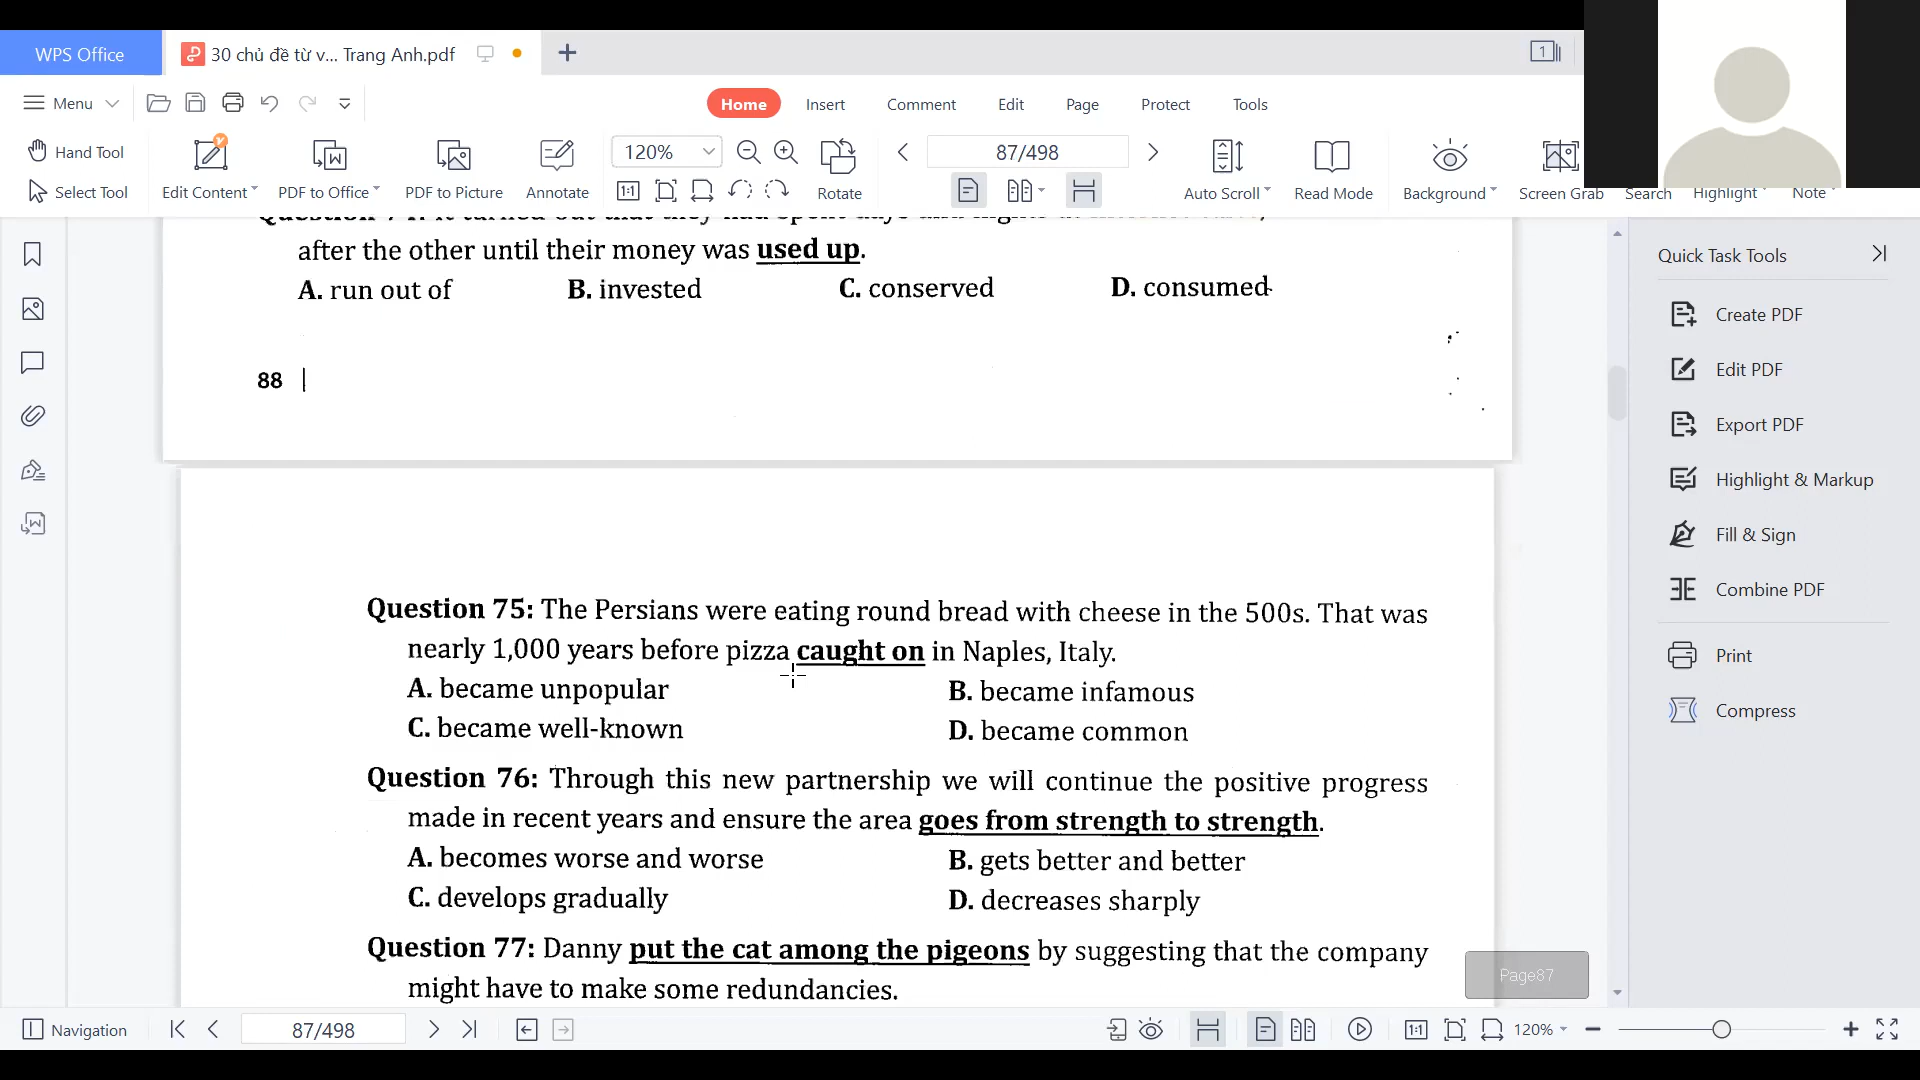 WPS Office
30 chủ đề từ v... Trang Anh.pdf
1
Menu
Home
Insert
Comment
Edit
Page
Protect
Tools
Hand Tool
Select Tool
Edit Content
PDF to Office
PDF to Picture
Annotate
120%
1:1
Rotate
87/498
Auto Scroll
Read Mode
Background
Screen Grab
Search
Highlight
Note
after the other until their money was used up.
A. run out of B. invested C. conserved D. consumed
88
Question 75: The Persians were eating round bread with cheese in the 500s. That was
nearly 1,000 years before pizza caught on in Naples, Italy.
A. became unpopular B. became infamous
C. became well-known D. became common
Question 76: Through this new partnership we will continue the positive progress
made in recent years and ensure the area goes from strength to strength.
A. becomes worse and worse B. gets better and better
C. develops gradually D. decreases sharply
Question 77: Danny put the cat among the pigeons by suggesting that the company
might have to make some redundancies.
Page87
Quick Task Tools
Create PDF
Edit PDF
Export PDF
Highlight & Markup
Fill & Sign
Combine PDF
Print
Compress
Navigation
87/498
1:1
120%